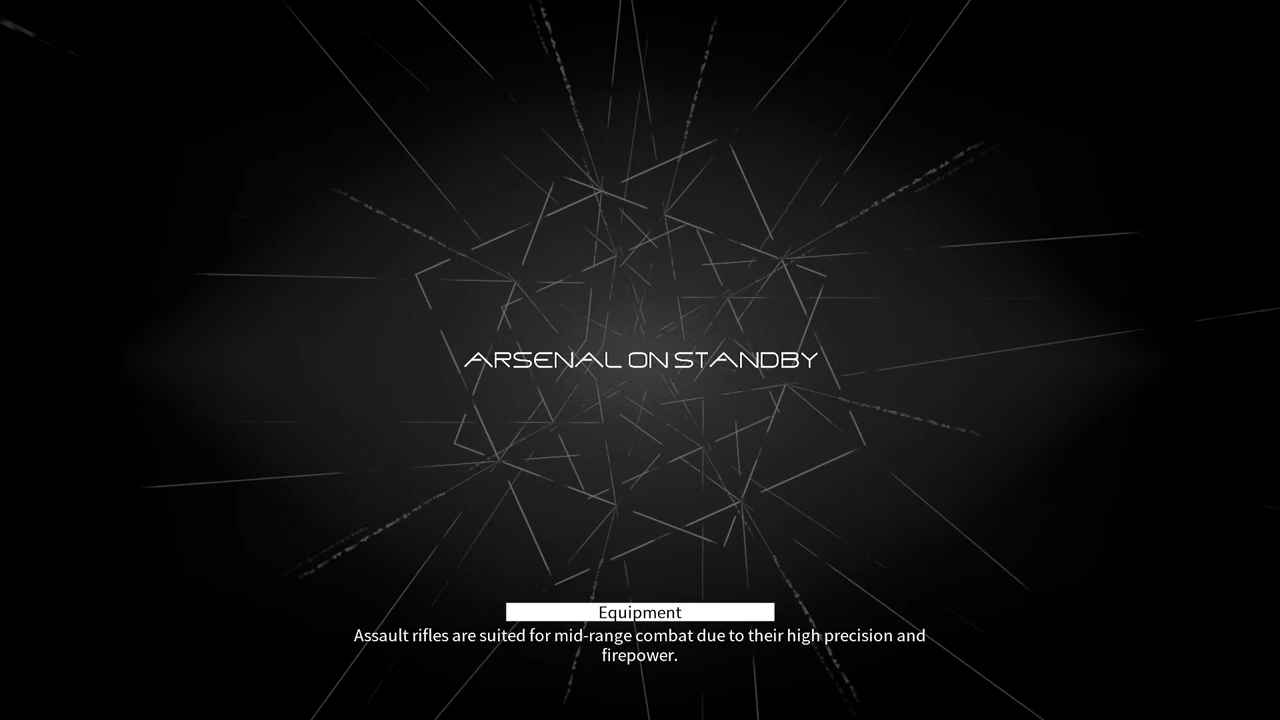 ARSENAL ON STANDBY
Equipment
Assault rifles are suited for mid-range combat due to their high precision and
firepower.